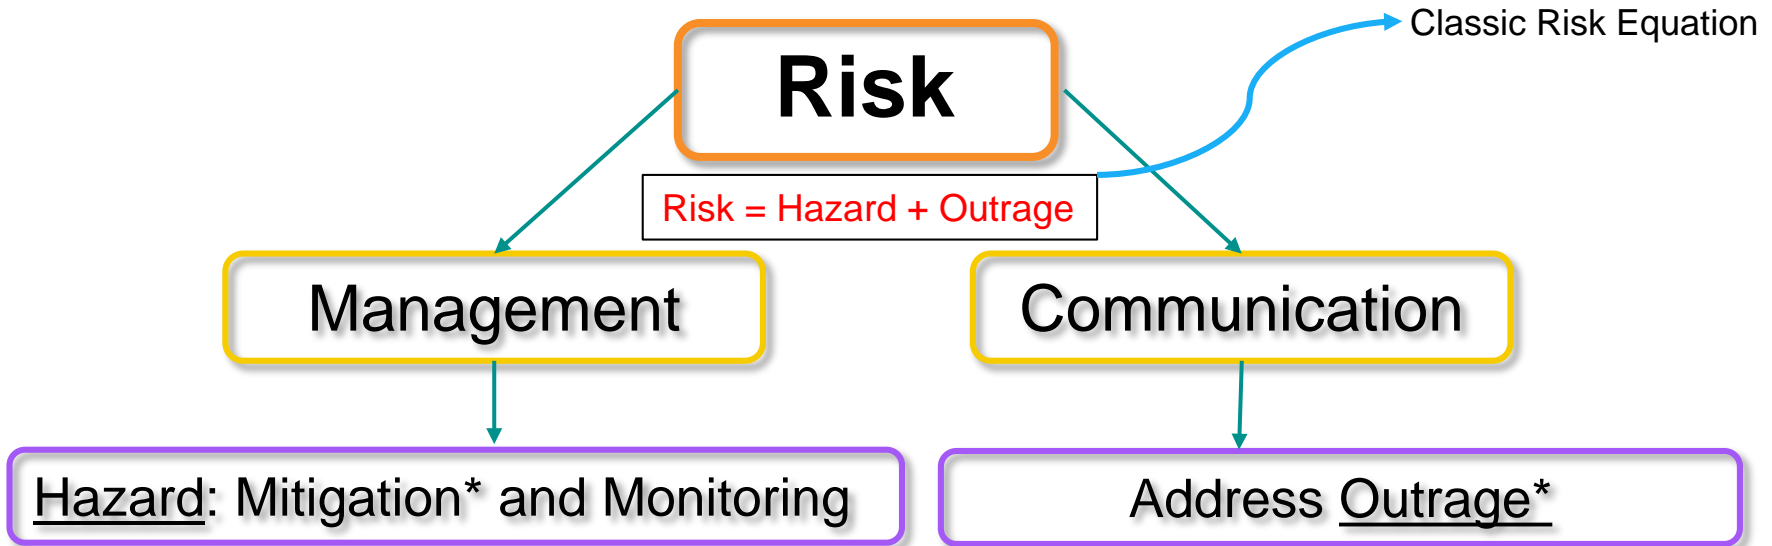 Classic Risk Equation
Risk
Risk = Hazard + Outrage
Management
Communication
Hazard: Mitigation* and Monitoring
Address Outrage*